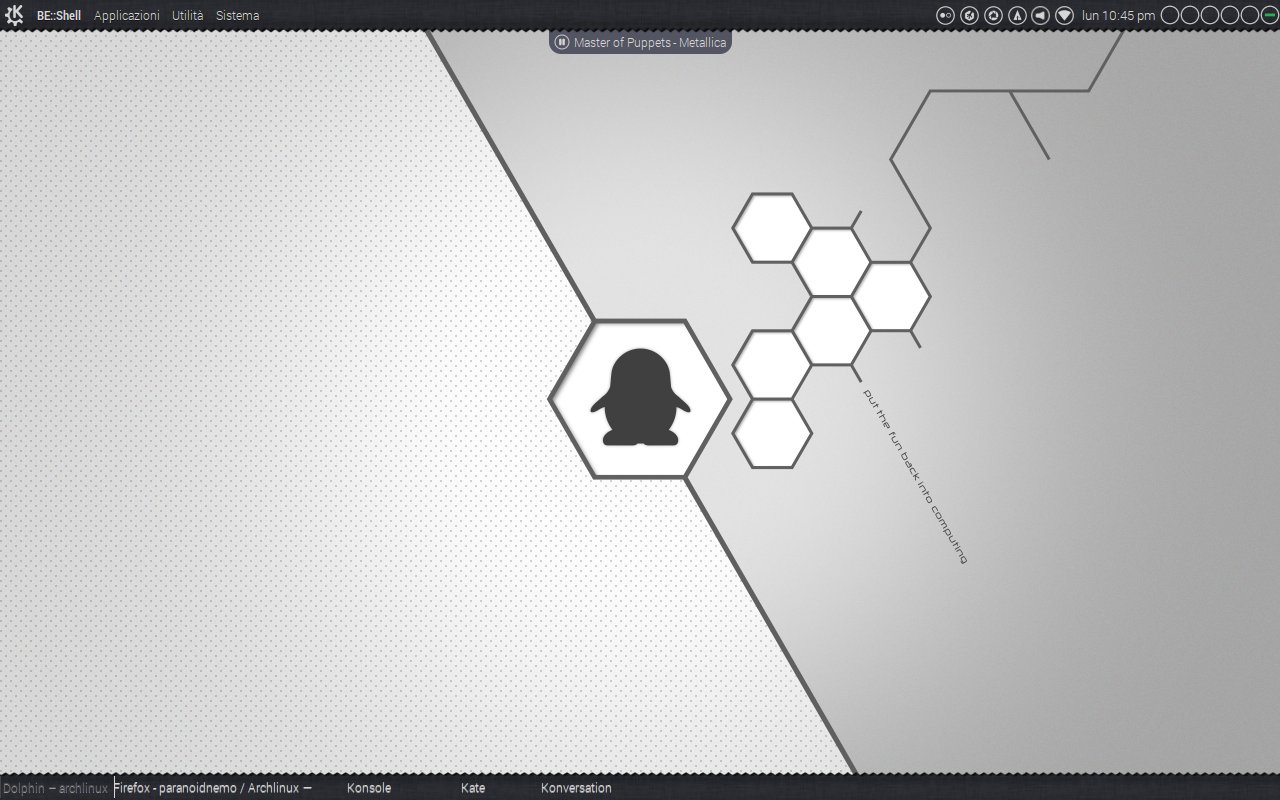 BE::Shell Applicazioni Utilità Sistema lun 10:45 pm
Master of Puppets - Metallica
put the fun back into computing
Dolphin – archlinux Firefox - paranoidnemo / Archlinux — Konsole Kate Konversation